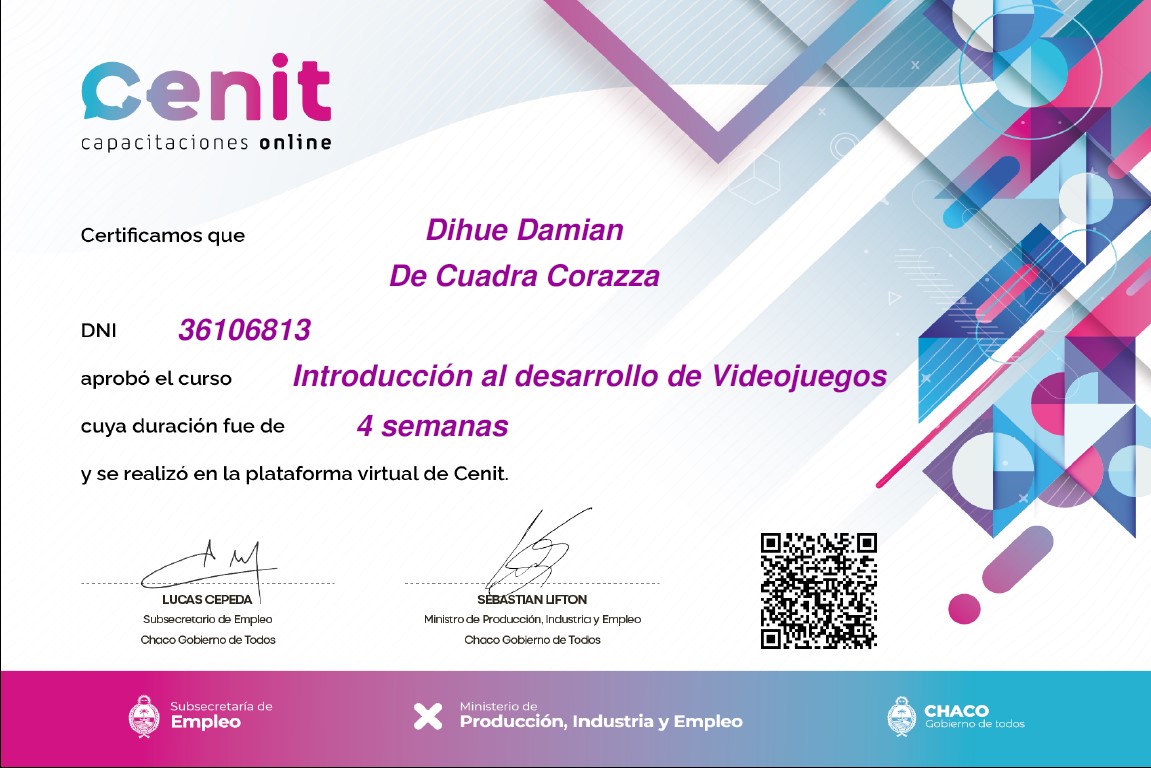 Cenit
capacitaciones online
Certificamos que Dihue Damian
De Cuadra Corazza
DNI 36106813
aprobó el curso Introducción al desarrollo de Videojuegos
cuya duración fue de 4 semanas
y se realizó en la plataforma virtual de Cenit.
LUCAS CEPEDA
Subsecretario de Empleo
Chaco Gobierno de Todos
SEBASTIAN LIFTON
Ministro de Producción, Industria y Empleo
Chaco Gobierno de Todos
Subsecretaría de
Empleo
Ministerio de
Producción, Industria y Empleo
CHACO
Gobierno de todos